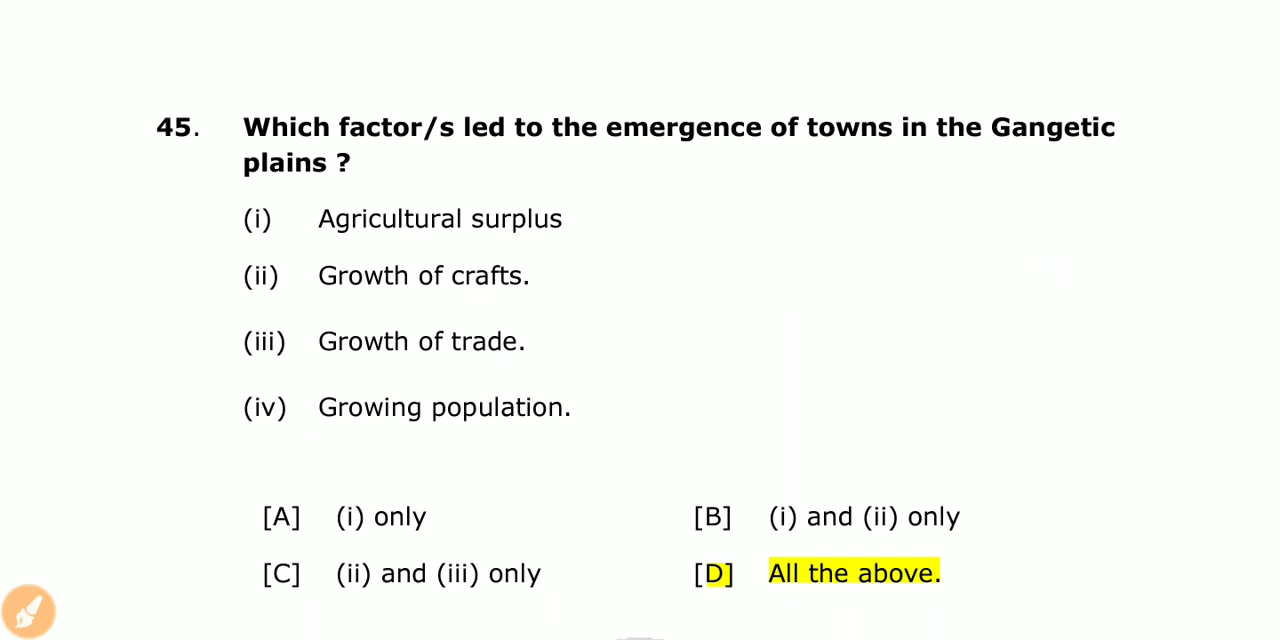 45. Which factor/s led to the emergence of towns in the Gangetic
plains ?
(i) Agricultural surplus
(ii) Growth of crafts.
(iii) Growth of trade.
(iv) Growing population.
[A] (i) only [B] (i) and (ii) only
[C] (ii) and (iii) only [D] All the above.